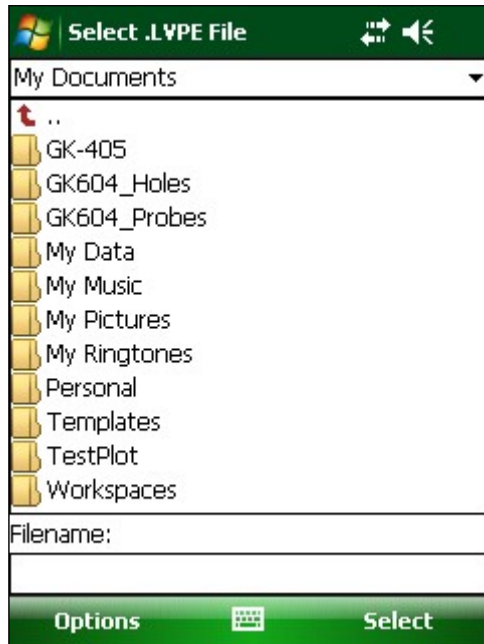 Select .LVPE File
My Documents
..
GK-405
GK604_Holes
GK604_Probes
My Data
My Music
My Pictures
My Ringtones
Personal
Templates
TestPlot
Workspaces
Filename:
Options Select